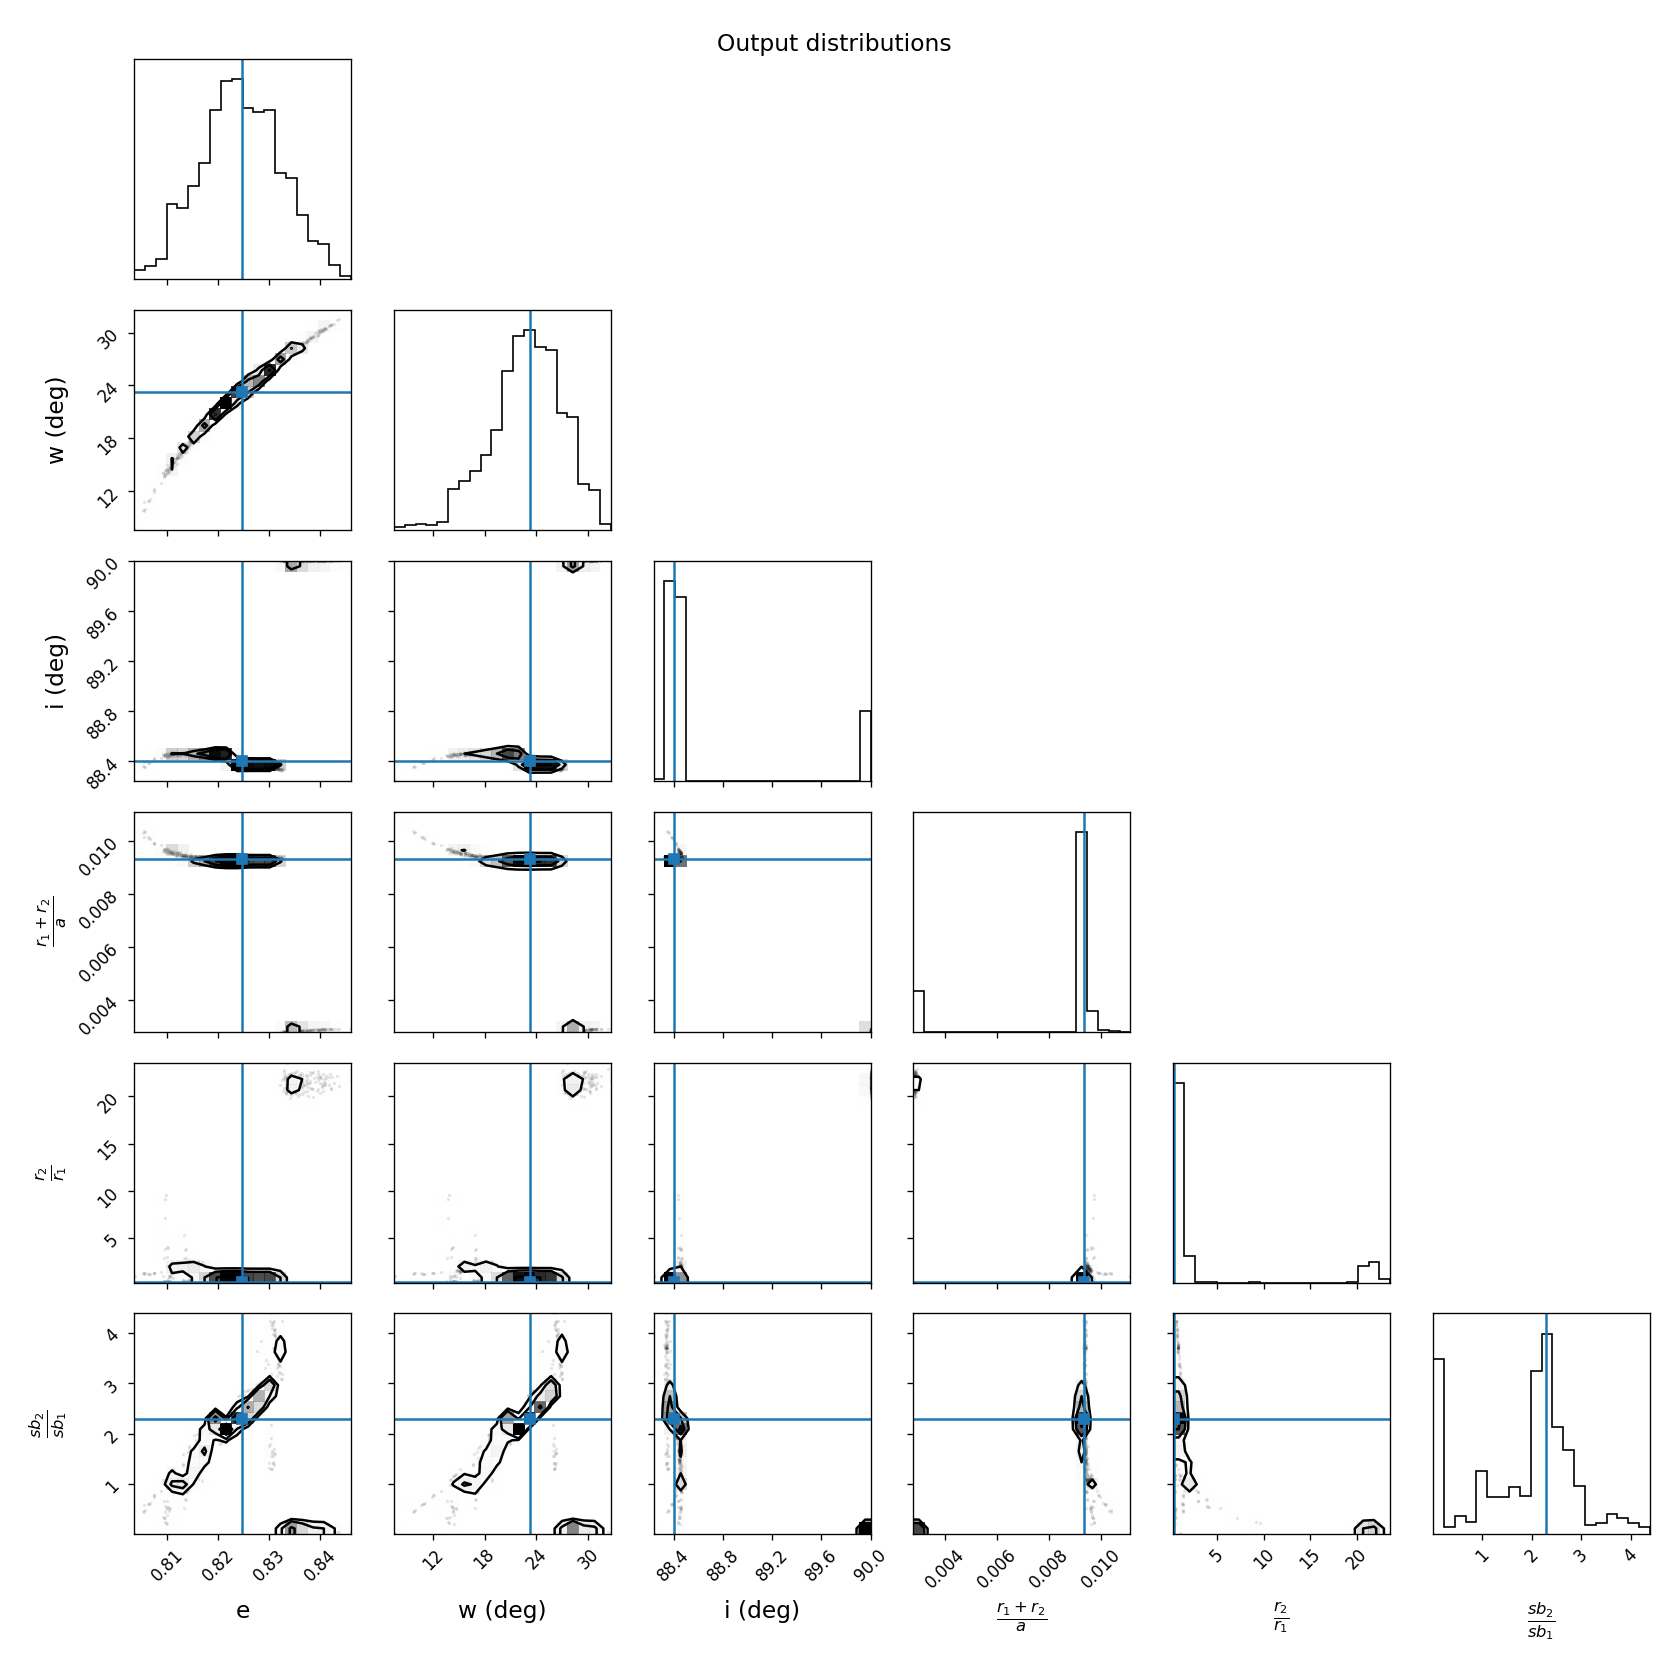 Output distributions
w (deg)
30
24
18
12
i (deg)
90.0
89.6
89.2
88.8
88.4
r₁ + r₂
a
0.010
0.008
0.006
0.004
r₂
r₁
20
15
10
5
sb₂
sb₁
4
3
2
1
0.81 0.82 0.83 0.84 12 18 24 30 88.4 88.8 89.2 89.6 90.0 0.004 0.006 0.008 0.010 5 10 15 20 1 2 3 4
e w (deg) i (deg) r₁ + r₂ r₂ sb₂
a r₁ sb₁